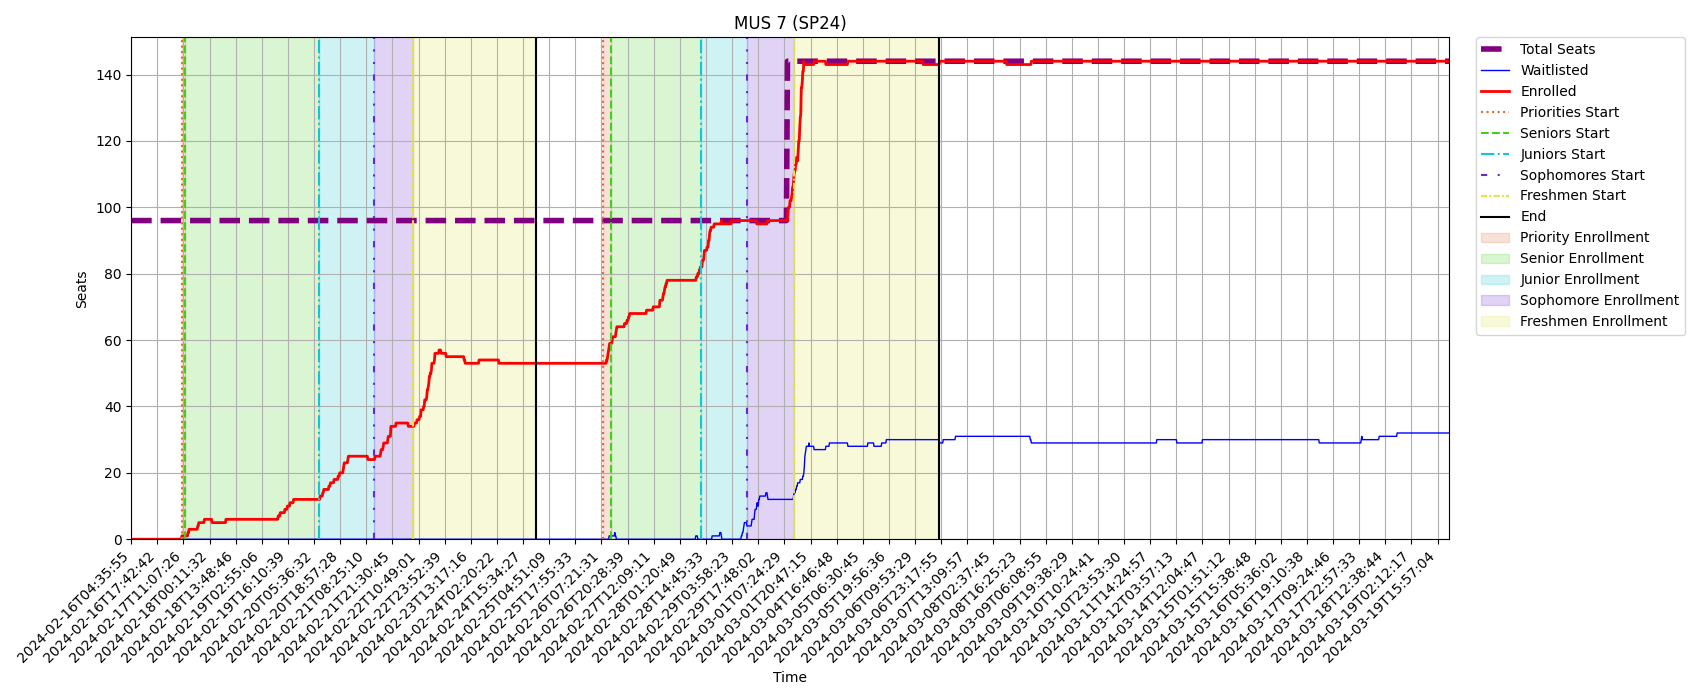 MUS 7 (SP24)
140
120
100
80
60
40
20
0
Seats
2024-02-16T04:35:55
2024-02-16T17:42:42
2024-02-17T11:07:26
2024-02-18T00:11:32
2024-02-18T13:48:46
2024-02-19T02:55:06
2024-02-19T16:10:39
2024-02-20T05:36:32
2024-02-20T18:57:28
2024-02-21T08:25:10
2024-02-21T21:30:45
2024-02-22T10:49:01
2024-02-22T23:52:39
2024-02-23T13:17:16
2024-02-24T02:20:22
2024-02-24T15:34:27
2024-02-25T04:51:09
2024-02-25T17:55:33
2024-02-26T07:21:31
2024-02-26T20:28:39
2024-02-27T12:09:11
2024-02-28T01:20:49
2024-02-28T14:45:33
2024-02-29T03:58:23
2024-02-29T17:48:02
2024-03-01T07:24:29
2024-03-01T20:47:15
2024-03-04T16:46:48
2024-03-05T06:30:45
2024-03-05T19:56:36
2024-03-06T09:53:29
2024-03-06T23:17:55
2024-03-07T13:09:57
2024-03-08T02:37:45
2024-03-08T16:25:23
2024-03-09T06:08:55
2024-03-09T19:38:29
2024-03-10T10:24:41
2024-03-10T23:53:30
2024-03-11T14:24:57
2024-03-12T03:57:13
2024-03-14T12:04:47
2024-03-15T01:51:12
2024-03-15T15:38:48
2024-03-16T05:36:02
2024-03-16T19:10:38
2024-03-17T09:24:46
2024-03-17T22:57:33
2024-03-18T12:38:44
2024-03-19T02:12:17
2024-03-19T15:57:04
Time
Total Seats
Waitlisted
Enrolled
Priorities Start
Seniors Start
Juniors Start
Sophomores Start
Freshmen Start
End
Priority Enrollment
Senior Enrollment
Junior Enrollment
Sophomore Enrollment
Freshmen Enrollment